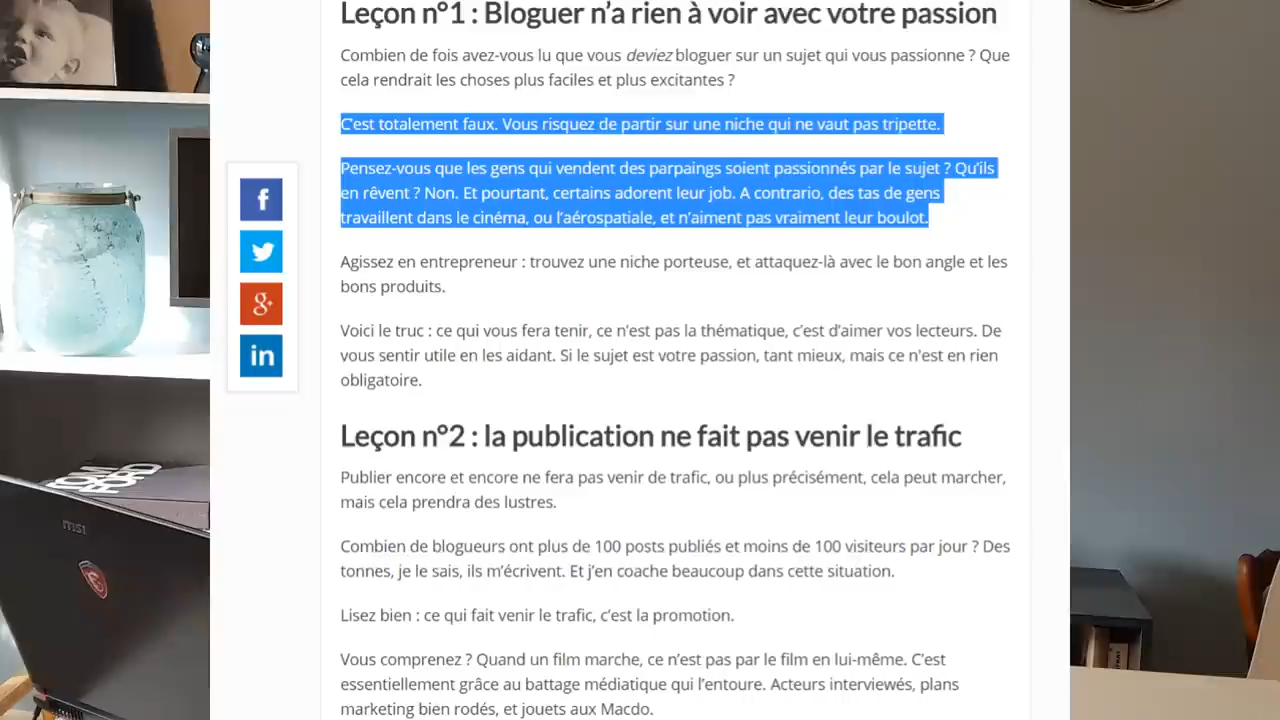 Leçon n°1 : Bloguer n’a rien à voir avec votre passion
Combien de fois avez-vous lu que vous deviez bloguer sur un sujet qui vous passionne ? Que
cela rendrait les choses plus faciles et plus excitantes ?
C’est totalement faux. Vous risquez de partir sur une niche qui ne vaut pas tripette.
Pensez-vous que les gens qui vendent des parpaings soient passionnés par le sujet ? Qu’ils
en rêvent ? Non. Et pourtant, certains adorent leur job. A contrario, des tas de gens
travaillent dans le cinéma, ou l’aérospatiale, et n’aiment pas vraiment leur boulot.
Agissez en entrepreneur : trouvez une niche porteuse, et attaquez-là avec le bon angle et les
bons produits.
Voici le truc : ce qui vous fera tenir, ce n’est pas la thématique, c’est d’aimer vos lecteurs. De
vous sentir utile en les aidant. Si le sujet est votre passion, tant mieux, mais ce n'est en rien
obligatoire.
Leçon n°2 : la publication ne fait pas venir le trafic
Publier encore et encore ne fera pas venir de trafic, ou plus précisément, cela peut marcher,
mais cela prendra des lustres.
Combien de blogueurs ont plus de 100 posts publiés et moins de 100 visiteurs par jour ? Des
tonnes, je le sais, ils m’écrivent. Et j’en coache beaucoup dans cette situation.
Lisez bien : ce qui fait venir le trafic, c’est la promotion.
Vous comprenez ? Quand un film marche, ce n’est pas par le film en lui-même. C’est
essentiellement grâce au battage médiatique qui l’entoure. Acteurs interviewés, plans
marketing bien rodés, et jouets aux Macdo.
f
g+
in
TOM
FORD
msi